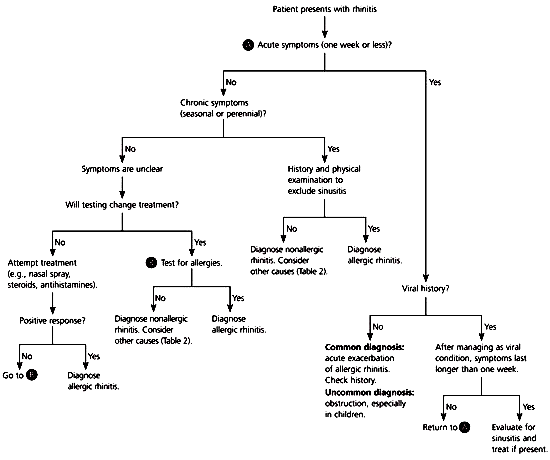 Patient presents with rhinitis
A Acute symptoms (one week or less)?
No
Yes
Chronic symptoms
(seasonal or perennial)?
No
Yes
Symptoms are unclear
History and physical
examination to
exclude sinusitis
Will testing change treatment?
No
Yes
No
Yes
Attempt treatment
(e.g., nasal spray,
steroids, antihistamines).
Test for allergies.
Diagnose nonallergic
rhinitis. Consider
other causes (Table 2).
Diagnose
allergic rhinitis.
Viral history?
No
Yes
Positive response?
Diagnose nonallergic
rhinitis. Consider
other causes (Table 2).
Diagnose
allergic rhinitis.
No
Yes
No
Yes
Go to B
Diagnose
allergic rhinitis.
Common diagnosis:
acute exacerbation
of allergic rhinitis.
Check history.
Uncommon diagnosis:
obstruction, especially
in children.
After managing as viral
condition, symptoms last
longer than one week.
No
Yes
Return to A
Evaluate for
sinusitis and
treat if present.